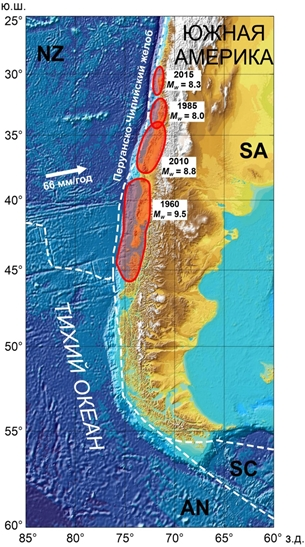 ю.ш.
25°
NZ
ЮЖНАЯ
АМЕРИКА
Перуанско-Чилийский желоб
30°
2015
Mw = 8.3
1985
Mw = 8.0
35°
SA
2010
Mw = 8.8
66 мм/год
40°
1960
Mw = 9.5
45°
ТИХИЙ ОКЕАН
50°
55°
SC
AN
60°
85° 80° 75° 70° 65° 60° з.д.